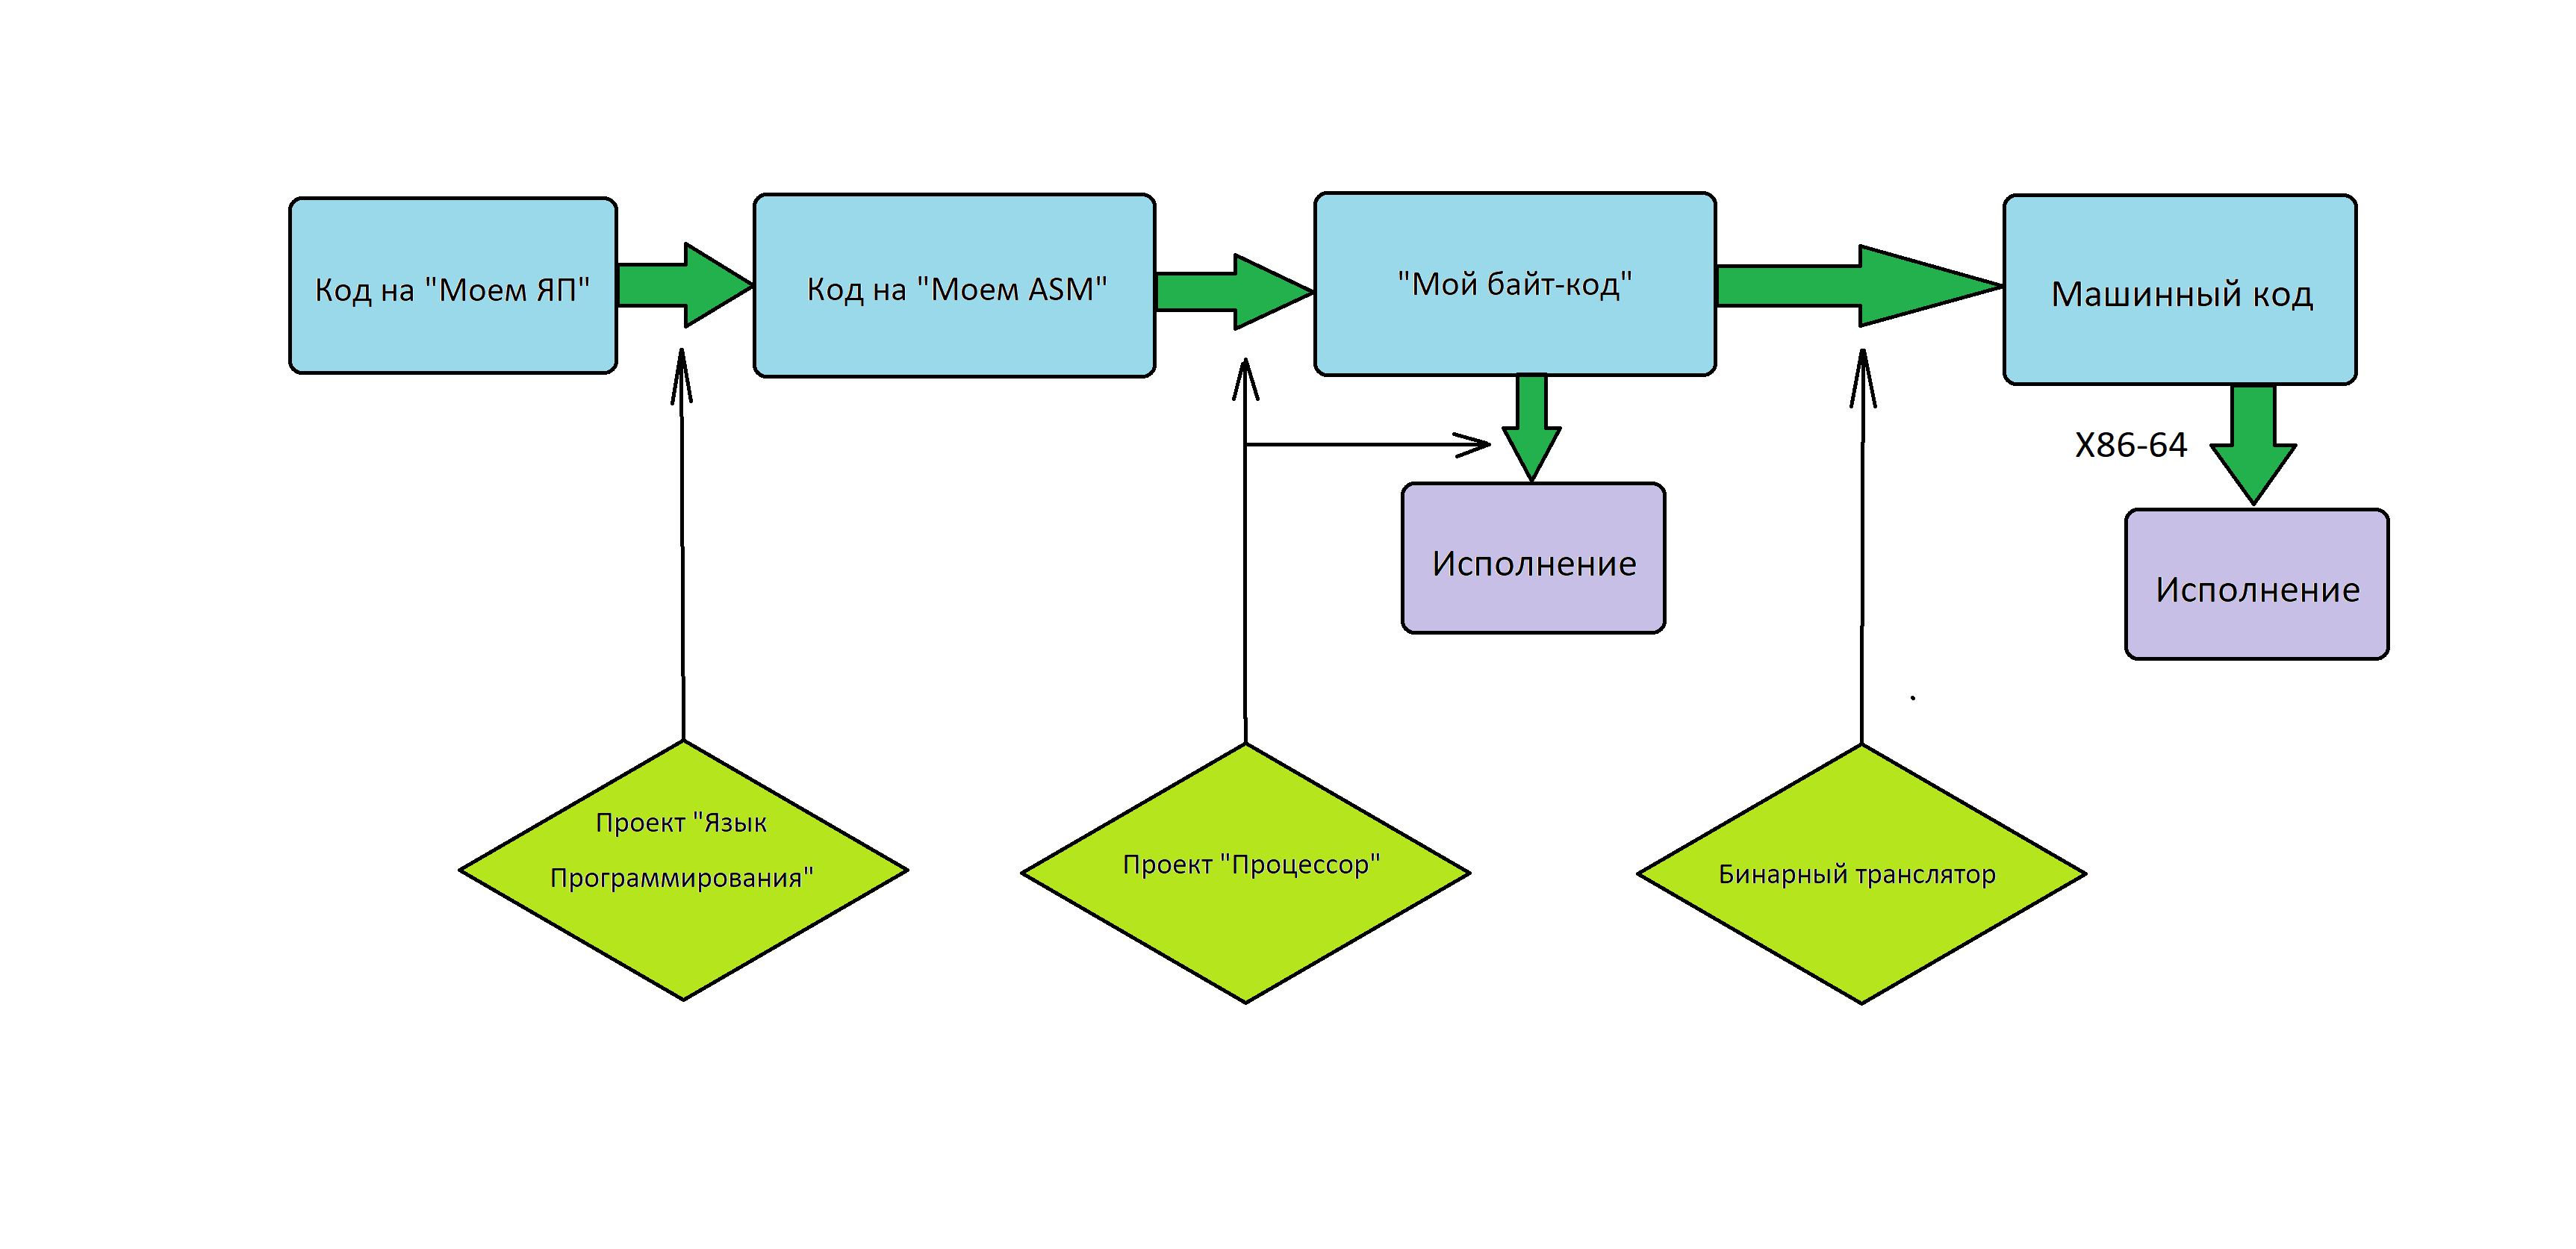 Код на "Моем ЯП"
Код на "Моем ASM"
"Мой байт-код"
Машинный код
X86-64
Исполнение
Исполнение
Проект "Язык
Программирования"
Проект "Процессор"
Бинарный транслятор